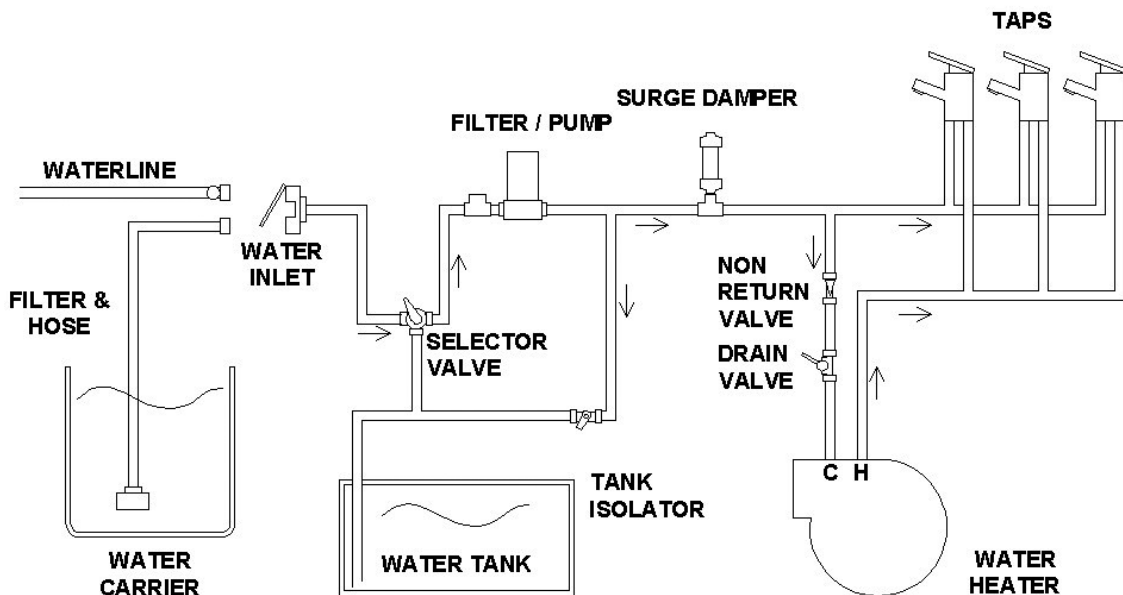 TAPS
SURGE DAMPER
FILTER / PUMP
WATERLINE
WATER
INLET
FILTER &
HOSE
NON
RETURN
VALVE
SELECTOR
VALVE
DRAIN
VALVE
C H
TANK
ISOLATOR
WATER TANK
WATER
CARRIER
WATER
HEATER